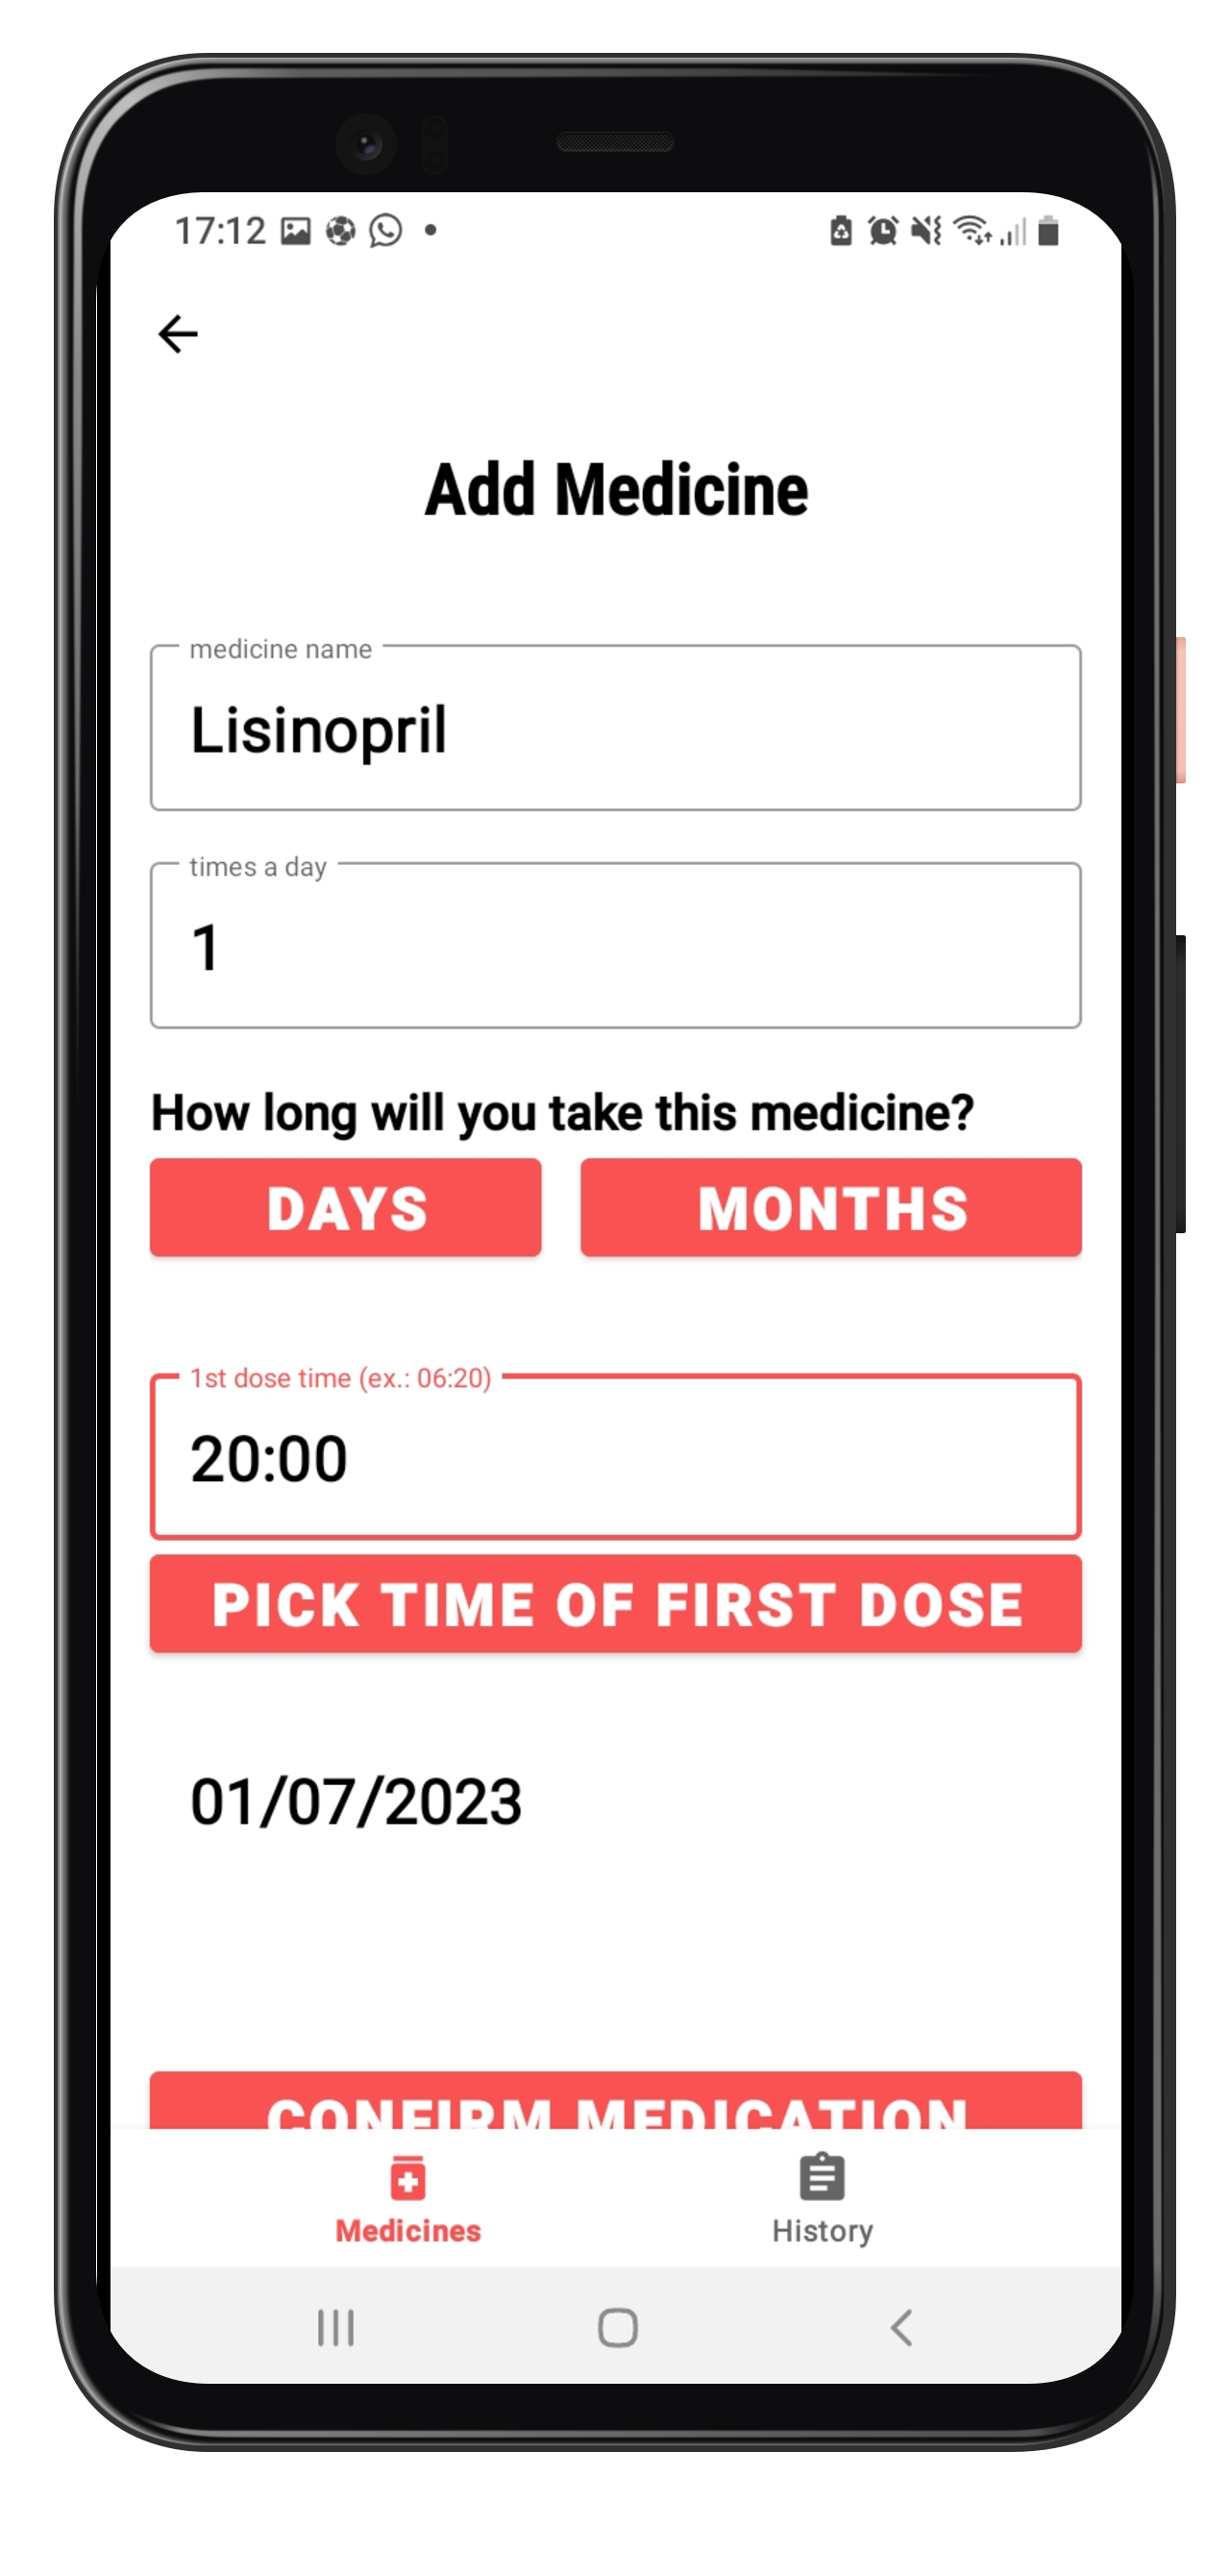 17:12
Add Medicine
medicine name
Lisinopril
times a day
1
How long will you take this medicine?
DAYS MONTHS
1st dose time (ex.: 06:20)
20:00
PICK TIME OF FIRST DOSE
01/07/2023
CONFIRM MEDICATION
Medicines History